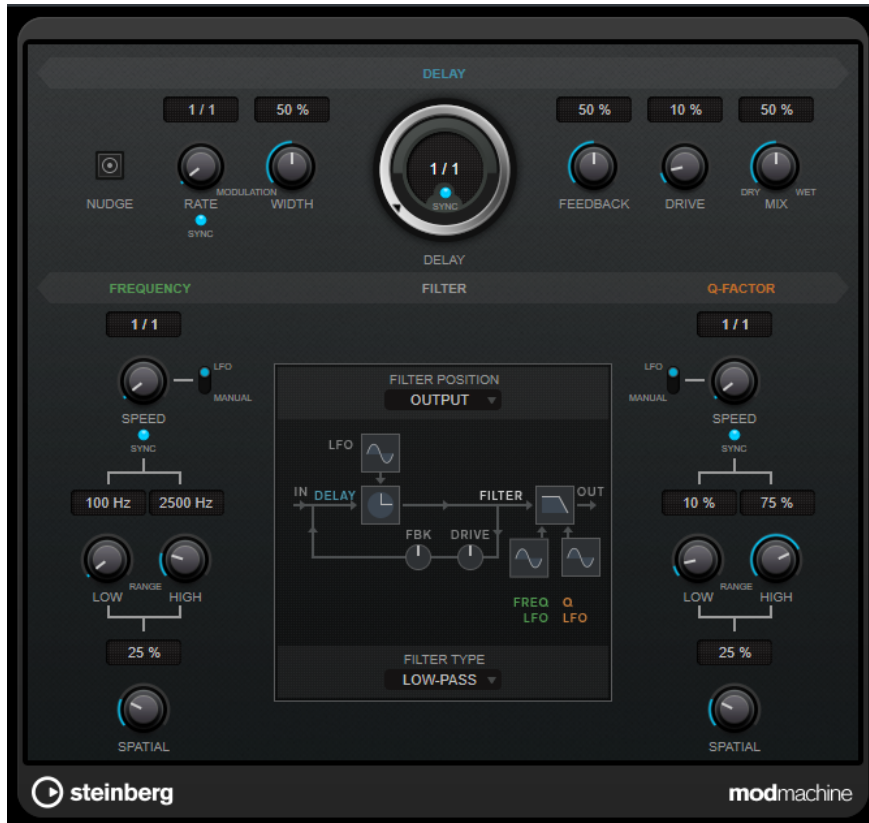 DELAY
1 / 1 50 % 50 % 10 % 50 %
1 / 1
SYNC
NUDGE RATE MODULATION WIDTH FEEDBACK DRIVE DRY MIX WET
SYNC
DELAY
FREQUENCY FILTER Q-FACTOR
1 / 1 1 / 1
LFO LFO
MANUAL MANUAL
SPEED SPEED
SYNC SYNC
FILTER POSITION
OUTPUT
LFO
IN DELAY FILTER OUT
FBK DRIVE
FREQ Q
LFO LFO
FILTER TYPE
LOW-PASS
100 Hz 2500 Hz 10 % 75 %
LOW RANGE HIGH LOW RANGE HIGH
25 % 25 %
SPATIAL SPATIAL
steinberg modmachine